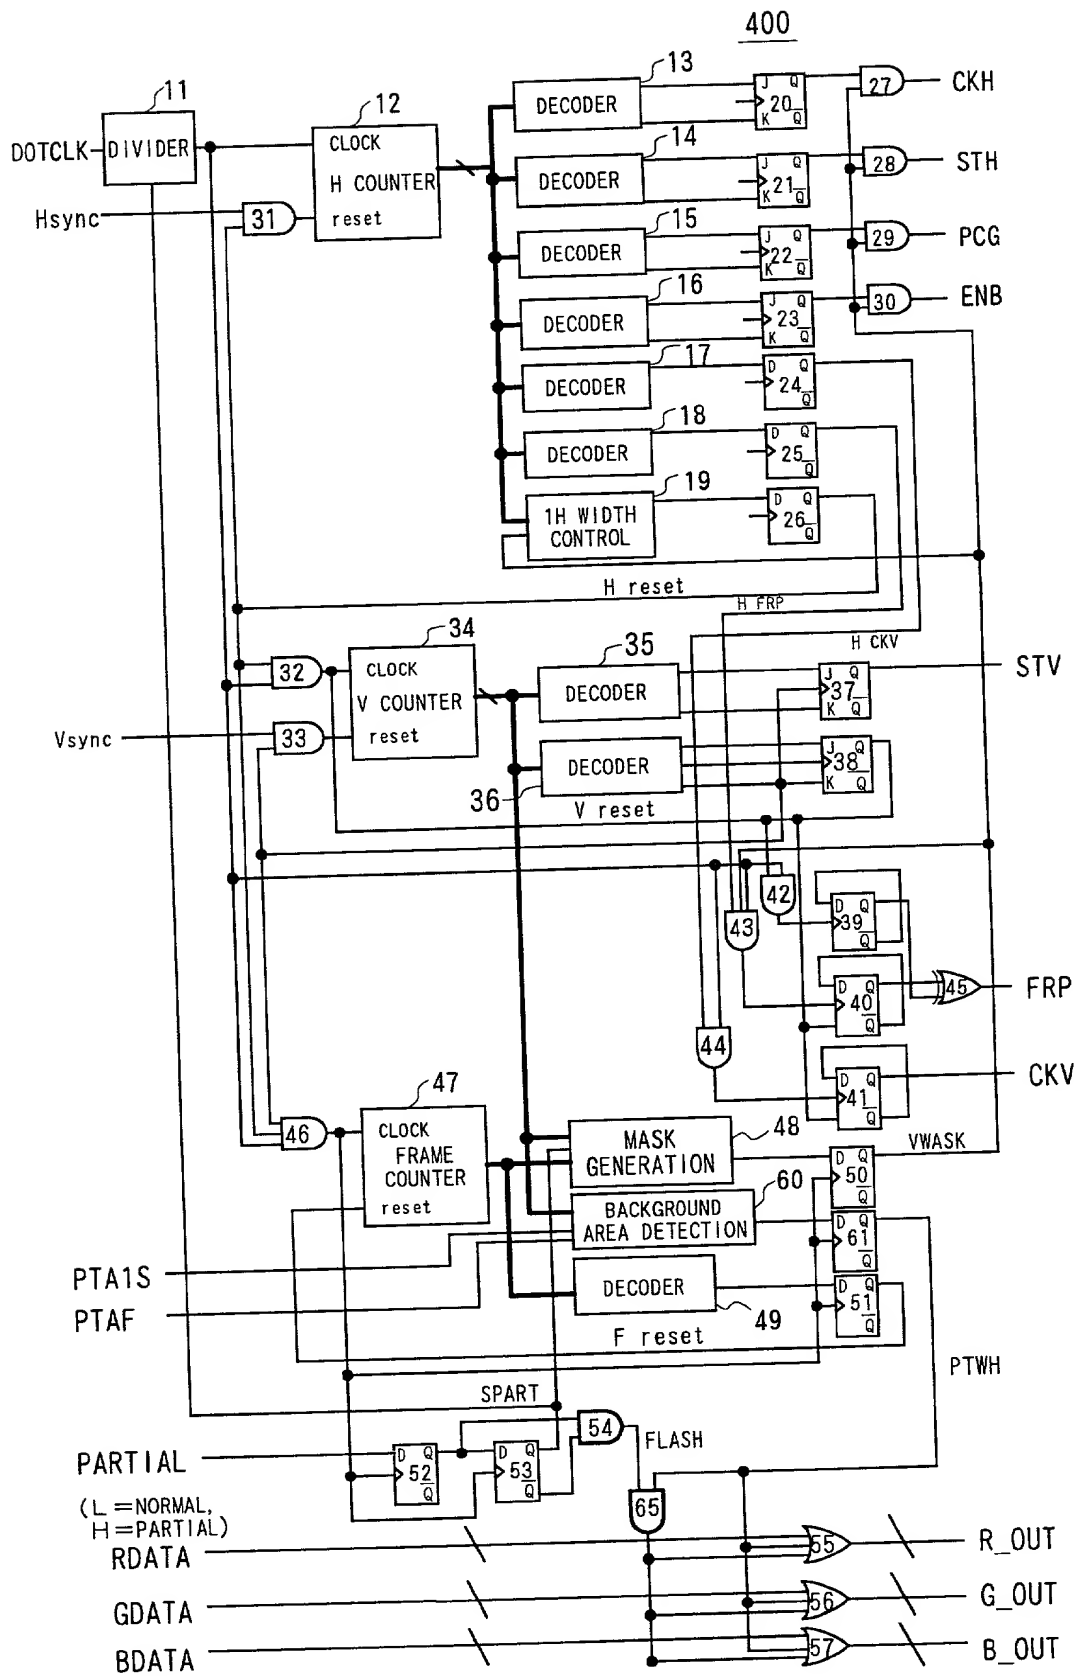 400
11
DIVIDER
DOTCLK
Hsync
31
12
CLOCK
H COUNTER
reset
13
DECODER
J Q
20
K Q
27
CKH
14
DECODER
J Q
21
K Q
28
STH
15
DECODER
J Q
22
K Q
29
PCG
16
DECODER
J Q
23
K Q
30
ENB
17
DECODER
D Q
24
Q
18
DECODER
D Q
25
Q
19
1H WIDTH
CONTROL
D Q
26
Q
H reset
H FRP
H CKV
34
32
CLOCK
V COUNTER
reset
Vsync
33
35
DECODER
J Q
37
K Q
STV
DECODER
36
J Q
38
K Q
V reset
42
43
44
D Q
39
Q
D Q
40
Q
45
FRP
D Q
41
Q
CKV
47
46
CLOCK
FRAME
COUNTER
reset
MASK
GENERATION
48
VWASK
D Q
50
Q
BACKGROUND
AREA DETECTION
60
D Q
61
Q
PTA1S
PTAF
DECODER
49
D Q
51
Q
F reset
PTWH
SPART
54
FLASH
PARTIAL
(L=NORMAL,
H=PARTIAL)
D Q
52
Q
D Q
53
Q
65
RDATA
55
R_OUT
GDATA
56
G_OUT
BDATA
57
B_OUT